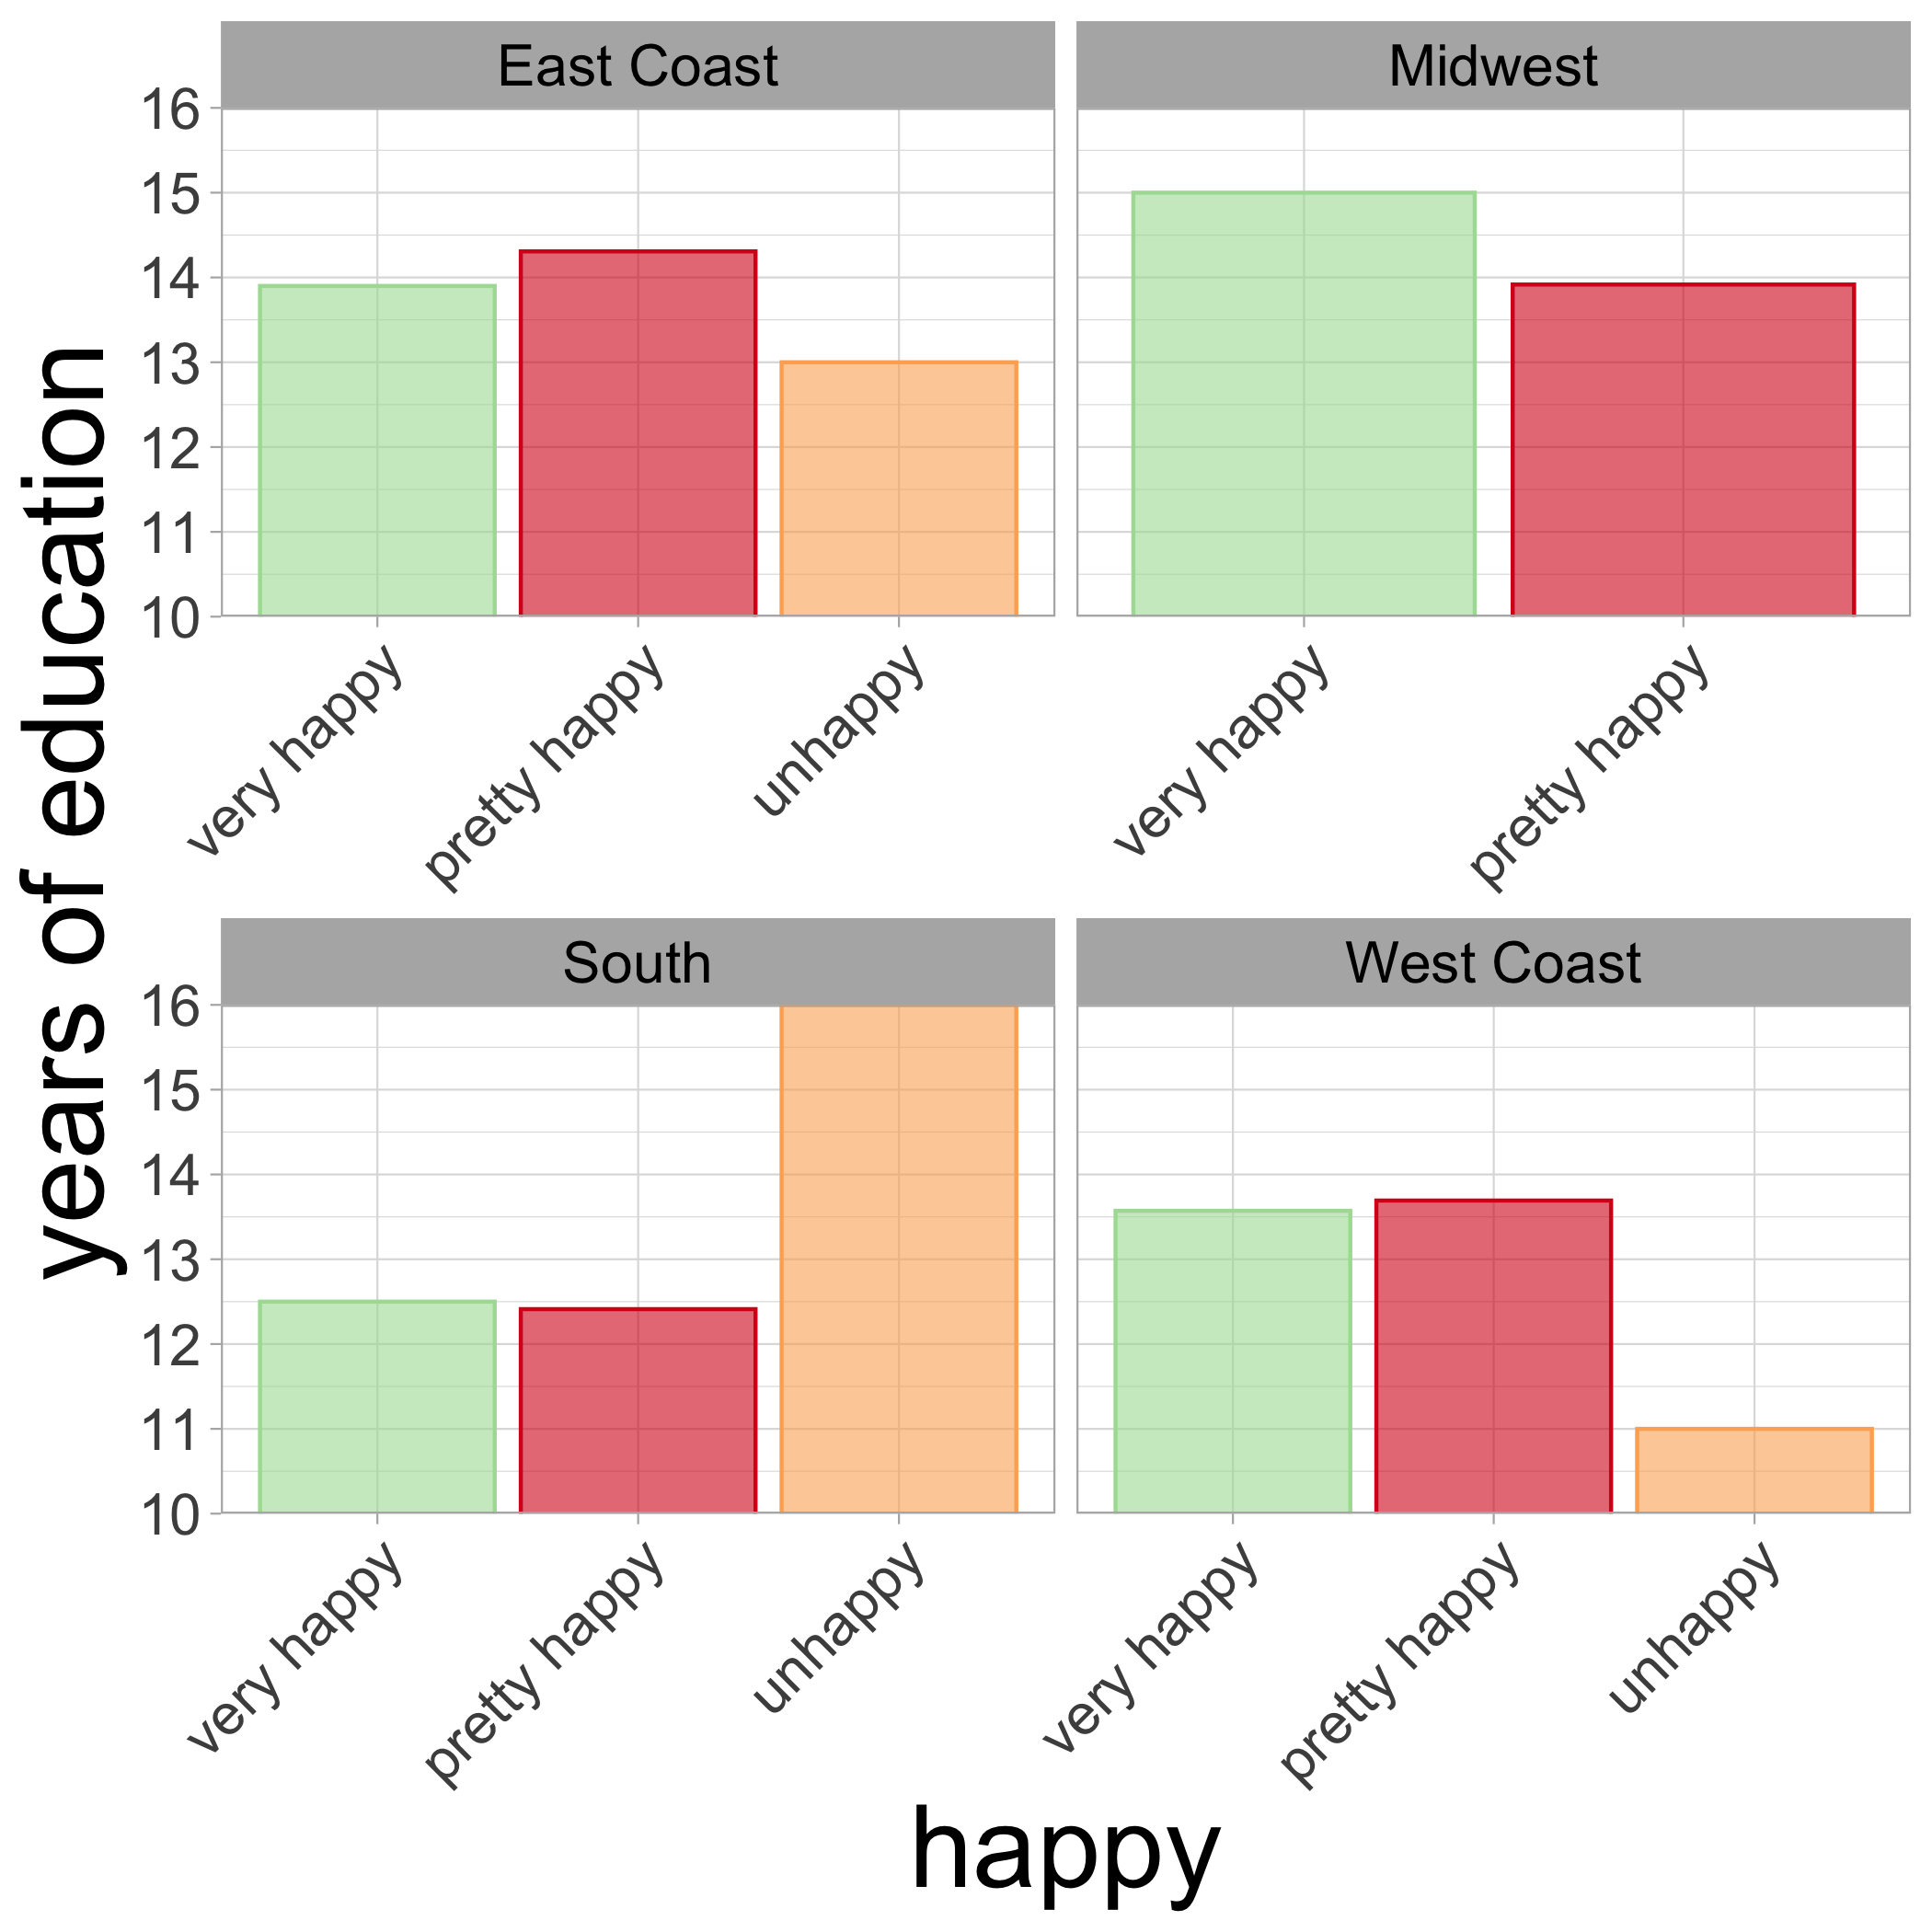 East Coast
Midwest
16
15
14
13
12
11
10
very happy
pretty happy
unhappy
very happy
pretty happy
South
West Coast
16
15
14
13
12
11
10
very happy
pretty happy
unhappy
very happy
pretty happy
unhappy
years of education
happy